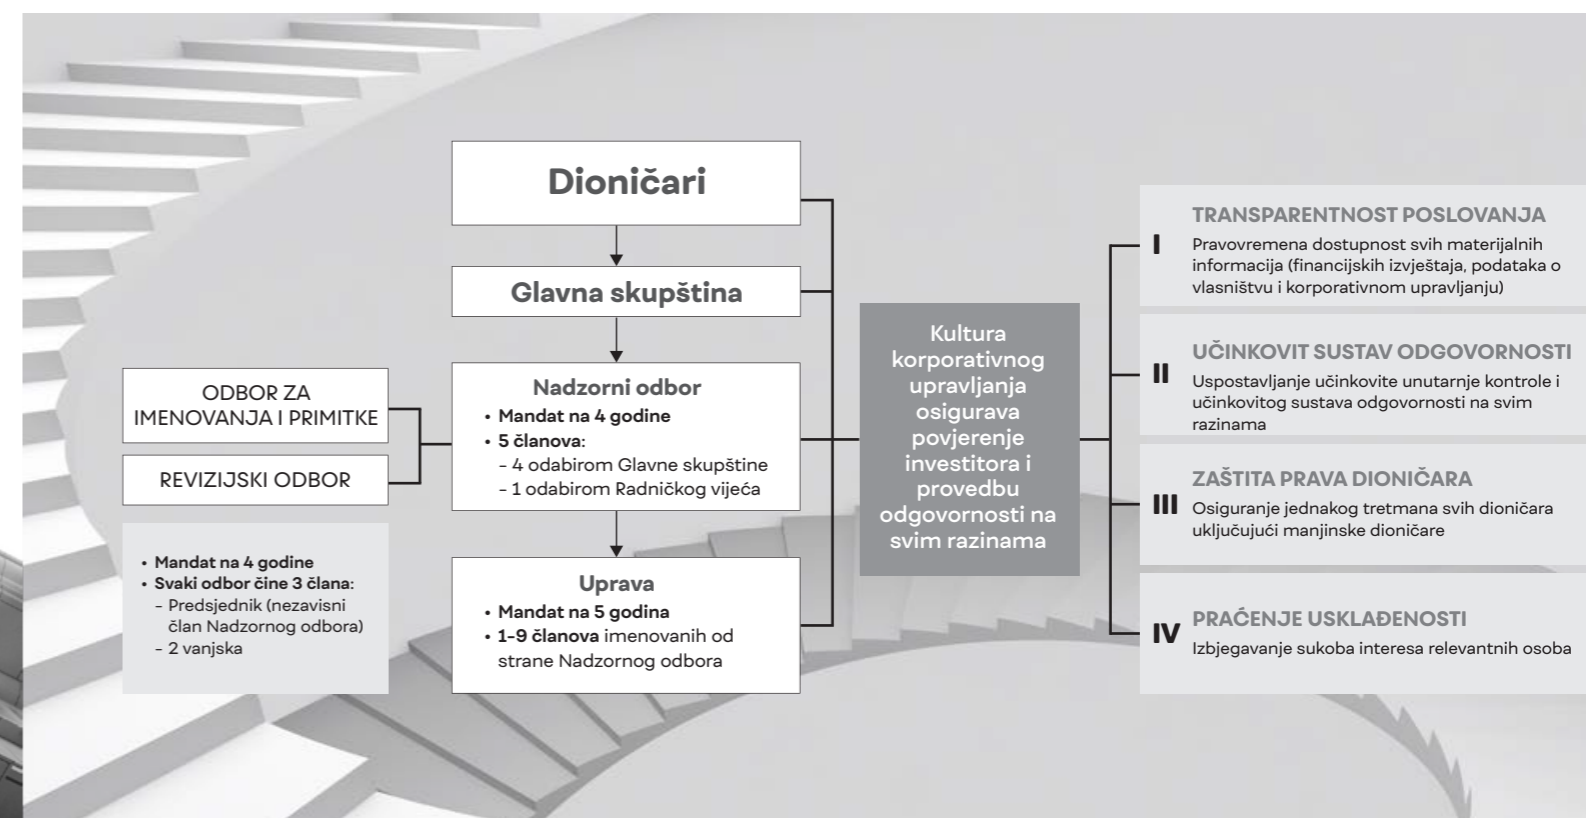 Dioničari
Glavna skupština
Nadzorni odbor
• Mandat na 4 godine
• 5 članova:
- 4 odabirom Glavne skupštine
- 1 odabirom Radničkog vijeća
Uprava
• Mandat na 5 godina
• 1-9 članova imenovanih od
strane Nadzornog odbora
ODBOR ZA
IMENOVANJA I PRIMITKE
REVIZIJSKI ODBOR
• Mandat na 4 godine
• Svaki odbor čine 3 člana:
- Predsjednik (nezavisni
član Nadzornog odbora)
- 2 vanjska
Kultura
korporativnog
upravljanja
osigurava
povjerenje
investitora i
provedbu
odgovornosti na
svim razinama
I
TRANSPARENTNOST POSLOVANJA
Pravovremena dostupnost svih materijalnih
informacija (financijskih izvještaja, podataka o
vlasništvu i korporativnom upravljanju)
II
UČINKOVIT SUSTAV ODGOVORNOSTI
Uspostavljanje učinkovite unutarnje kontrole i
učinkovitog sustava odgovornosti na svim
razinama
III
ZAŠTITA PRAVA DIONIČARA
Osiguranje jednakog tretmana svih dioničara
uključujući manjinske dioničare
IV
PRAĆENJE USKLAĐENOSTI
Izbjegavanje sukoba interesa relevantnih osoba